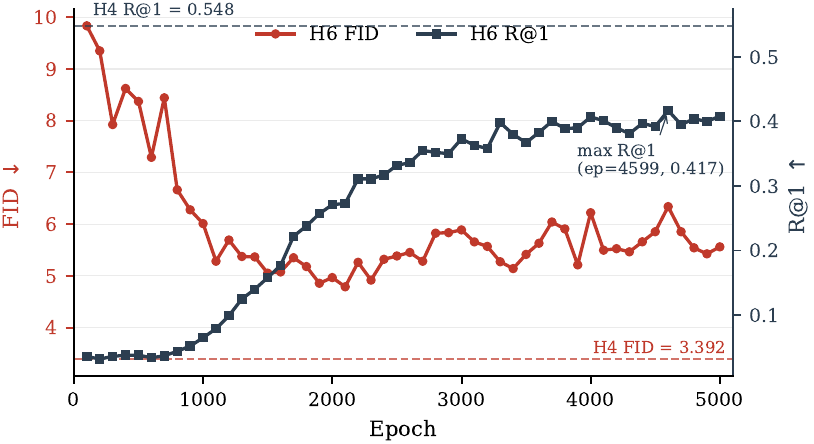 H4 R@1 = 0.548
H6 FID
H6 R@1
10
9
8
7
6
5
4
FID ↓
0.5
0.4
0.3
0.2
0.1
R@1 ↑
max R@1
(ep=4599, 0.417)
H4 FID = 3.392
0 1000 2000 3000 4000 5000
Epoch